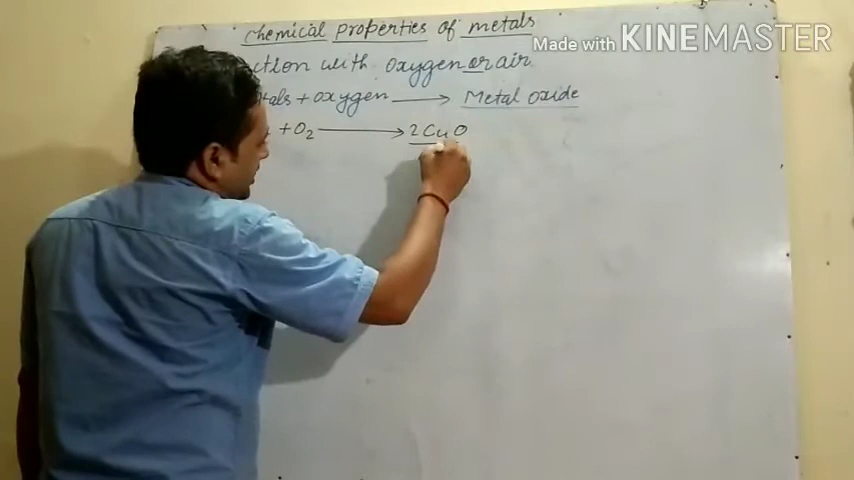 chemical properties of metals
Made with KINEMASTER
ction with oxygen or air
tals + oxygen → Metal oxide
+ O₂ → 2CuO